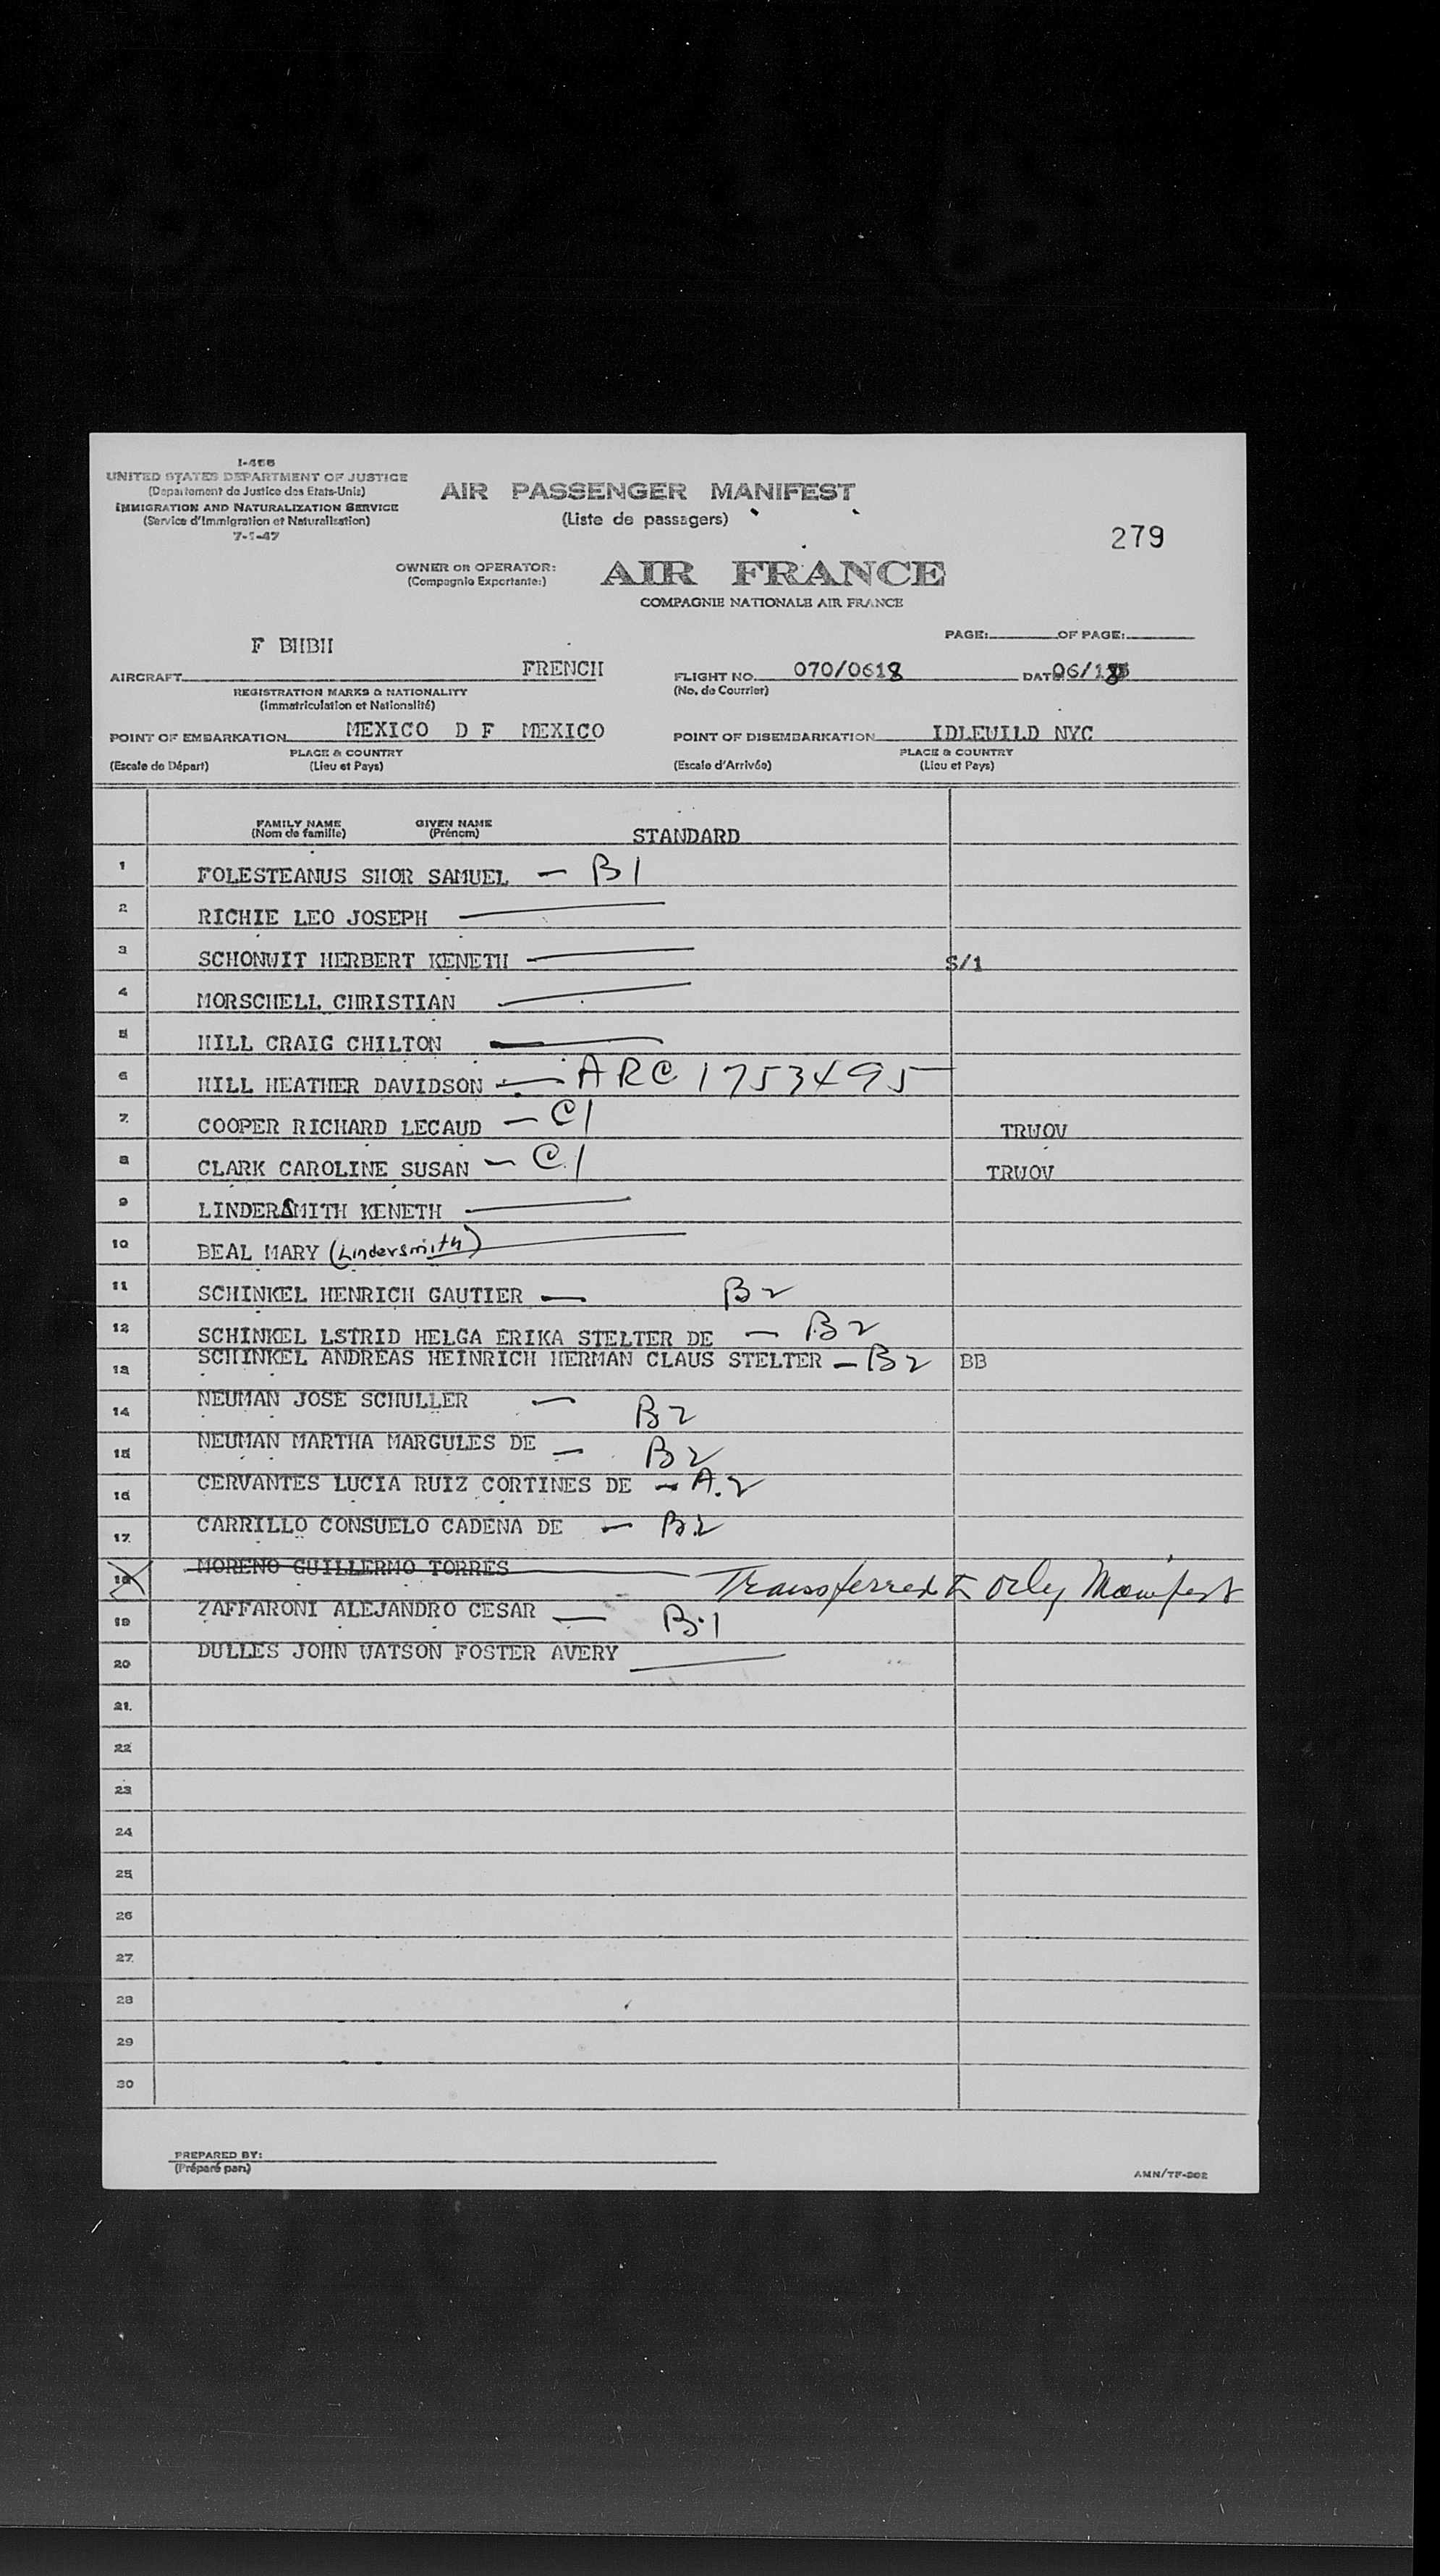 I-466
UNITED STATES DEPARTMENT OF JUSTICE
(Departement de Justice des Etats-Unis)
IMMIGRATION AND NATURALIZATION SERVICE
(Service d'Immigration et Naturalisation)
7-1-47
AIR PASSENGER MANIFEST
(Liste de passagers)
279
OWNER OR OPERATOR: AIR FRANCE
(Compagnie Exportante:)
COMPAGNIE NATIONALE AIR FRANCE
PAGE: OF PAGE:
F BHBH
AIRCRAFT FRENCH FLIGHT NO. 070/0618 DATE 06/18
REGISTRATION MARKS & NATIONALITY (No. de Courrier)
(Immatriculation et Nationalité)
POINT OF EMBARKATION MEXICO D F MEXICO POINT OF DISEMBARKATION IDLEWILD NYC
PLACE & COUNTRY PLACE & COUNTRY
(Escale de Départ) (Lieu et Pays) (Escale d'Arrivée) (Lieu et Pays)
FAMILY NAME GIVEN NAME
(Nom de famille) (Prénom) STANDARD
1 FOLESTEANUS SHOR SAMUEL — B1
2 RICHIE LEO JOSEPH —
3 SCHONWIT HERBERT KENETH — S/1
4 MORSCHELL CHRISTIAN —
5 HILL CRAIG CHILTON —
6 HILL HEATHER DAVIDSON — ARC 1753495
7 COOPER RICHARD LECAUD — C1 TRWOV
8 CLARK CAROLINE SUSAN — C1 TRWOV
9 LINDERSMITH KENETH —
10 BEAL MARY (Lindersmith) —
11 SCHINKEL HENRICH GAUTIER — B2
12 SCHINKEL LSTRID HELGA ERIKA STELTER DE — B2
13 SCHINKEL ANDREAS HEINRICH HERMAN CLAUS STELTER — B2 BB
14 NEUMAN JOSE SCHULLER — B2
15 NEUMAN MARTHA MARGULES DE — B2
16 CERVANTES LUCIA RUIZ CORTINES DE — A.2
17 CARRILLO CONSUELO CADENA DE — B2
18 MORENO GUILLERMO TORRES — Transferred to Orly Manifest
19 ZAFFARONI ALEJANDRO CESAR — B.1
20 DULLES JOHN WATSON FOSTER AVERY —
21.
22
23
24
25
26
27
28
29
30
PREPARED BY:
(Préparé par:)
AMN/TF-302